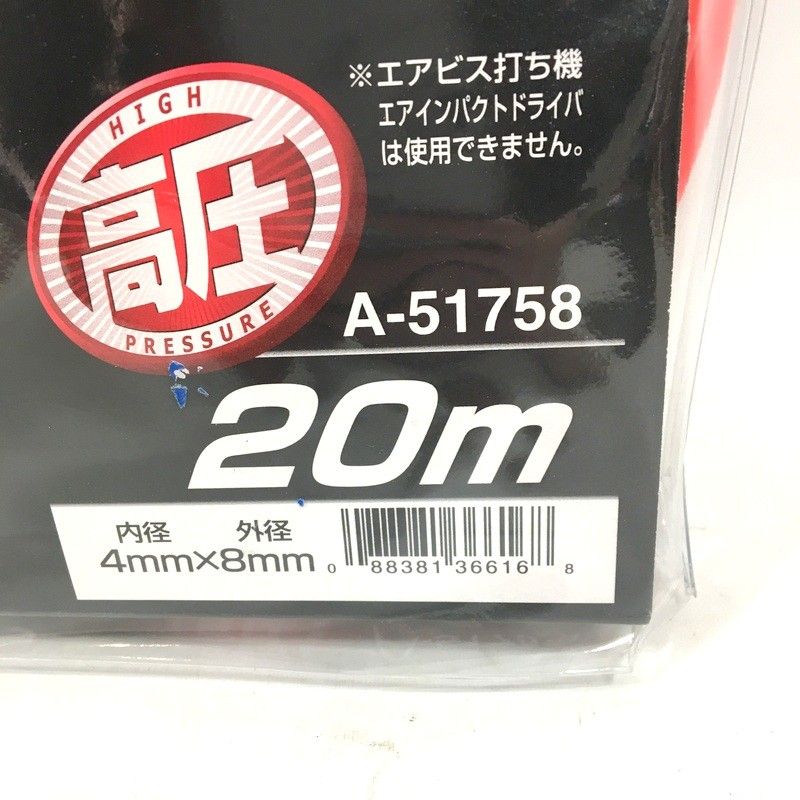 HIGH
高圧
PRESSURE
※エアビス打ち機
エアインパクトドライバ
は使用できません。
A-51758
20m
内径 外径
4mm×8mm
0 88381 36616 8